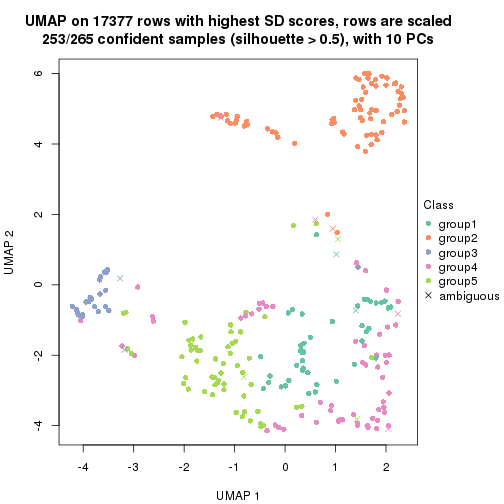 UMAP on 17377 rows with highest SD scores, rows are scaled
253/265 confident samples (silhouette > 0.5), with 10 PCs
6
4
2
0
-2
-4
UMAP 2
-4
-3
-2
-1
0
1
2
UMAP 1
Class
group1
group2
group3
group4
group5
ambiguous